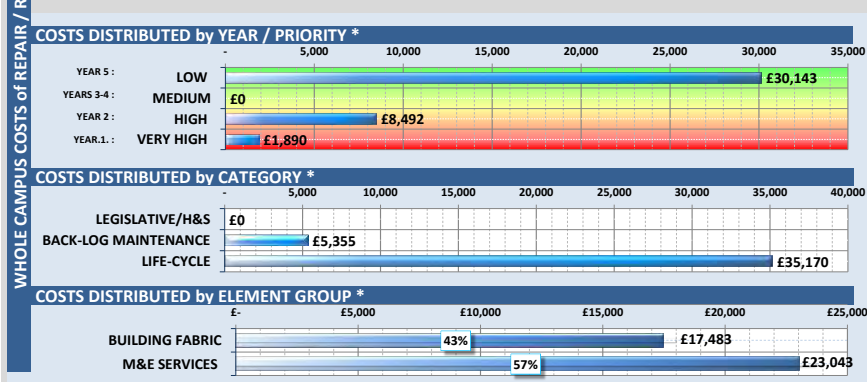 WHOLE CAMPUS COSTS of REPAIR / R
COSTS DISTRIBUTED by YEAR / PRIORITY *
- 5,000 10,000 15,000 20,000 25,000 30,000 35,000
YEAR 5 : LOW £30,143
YEARS 3-4 : MEDIUM £0
YEAR 2 : HIGH £8,492
YEAR.1. : VERY HIGH £1,890
COSTS DISTRIBUTED by CATEGORY *
- 5,000 10,000 15,000 20,000 25,000 30,000 35,000 40,000
LEGISLATIVE/H&S £0
BACK-LOG MAINTENANCE £5,355
LIFE-CYCLE £35,170
COSTS DISTRIBUTED by ELEMENT GROUP *
£- £5,000 £10,000 £15,000 £20,000 £25,000
BUILDING FABRIC 43% £17,483
M&E SERVICES 57% £23,043